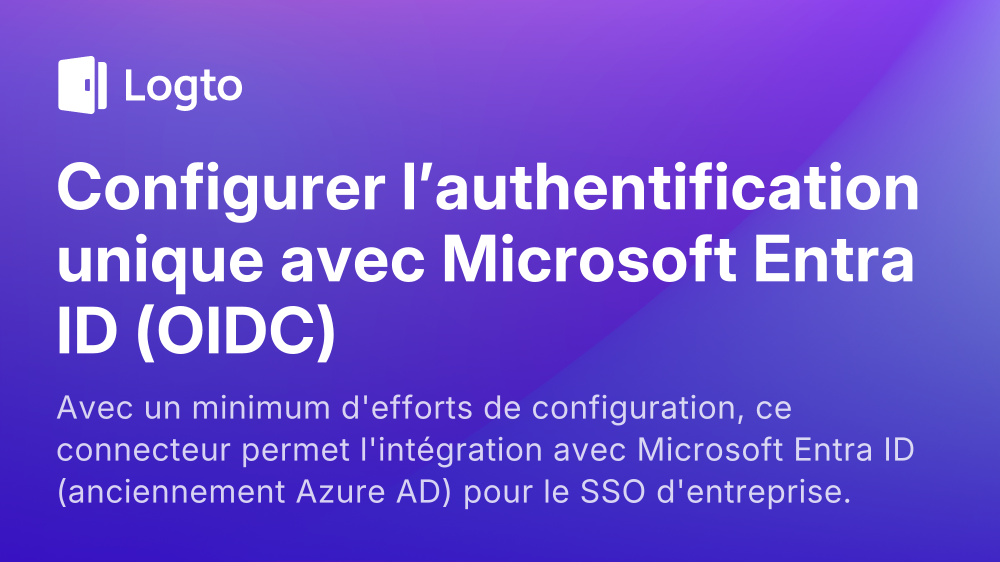 Logto
Configurer l’authentification
unique avec Microsoft Entra
ID (OIDC)
Avec un minimum d'efforts de configuration, ce
connecteur permet l'intégration avec Microsoft Entra ID
(anciennement Azure AD) pour le SSO d'entreprise.